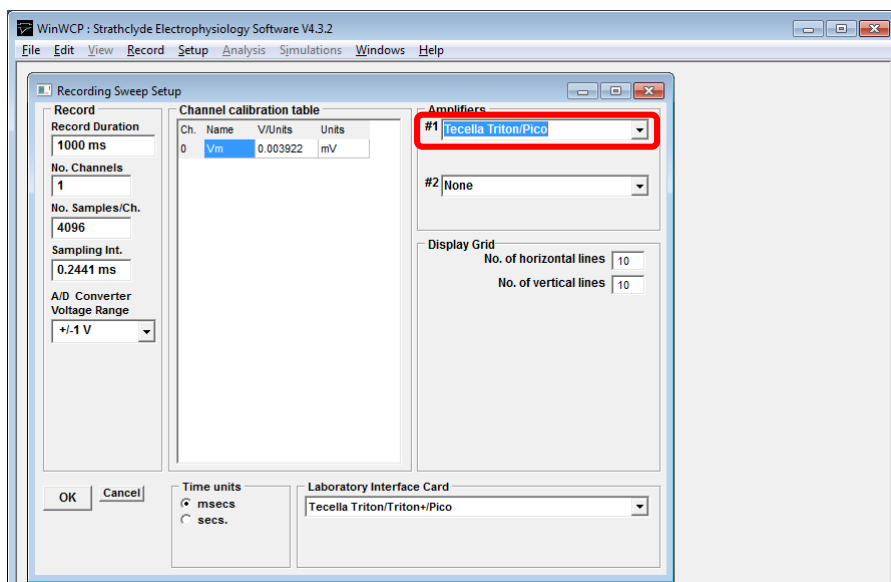 WinWCP : Strathclyde Electrophysiology Software V4.3.2
File Edit View Record Setup Analysis Simulations Windows Help
Recording Sweep Setup
Record
Record Duration
1000 ms
No. Channels
1
No. Samples/Ch.
4096
Sampling Int.
0.2441 ms
A/D Converter
Voltage Range
+/-1 V
Channel calibration table
Ch. Name V/Units Units
0 Vm 0.003922 mV
Amplifiers
#1 Tecella Triton/Pico
#2 None
Display Grid
No. of horizontal lines 10
No. of vertical lines 10
OK Cancel
Time units
msecs
secs.
Laboratory Interface Card
Tecella Triton/Triton+/Pico